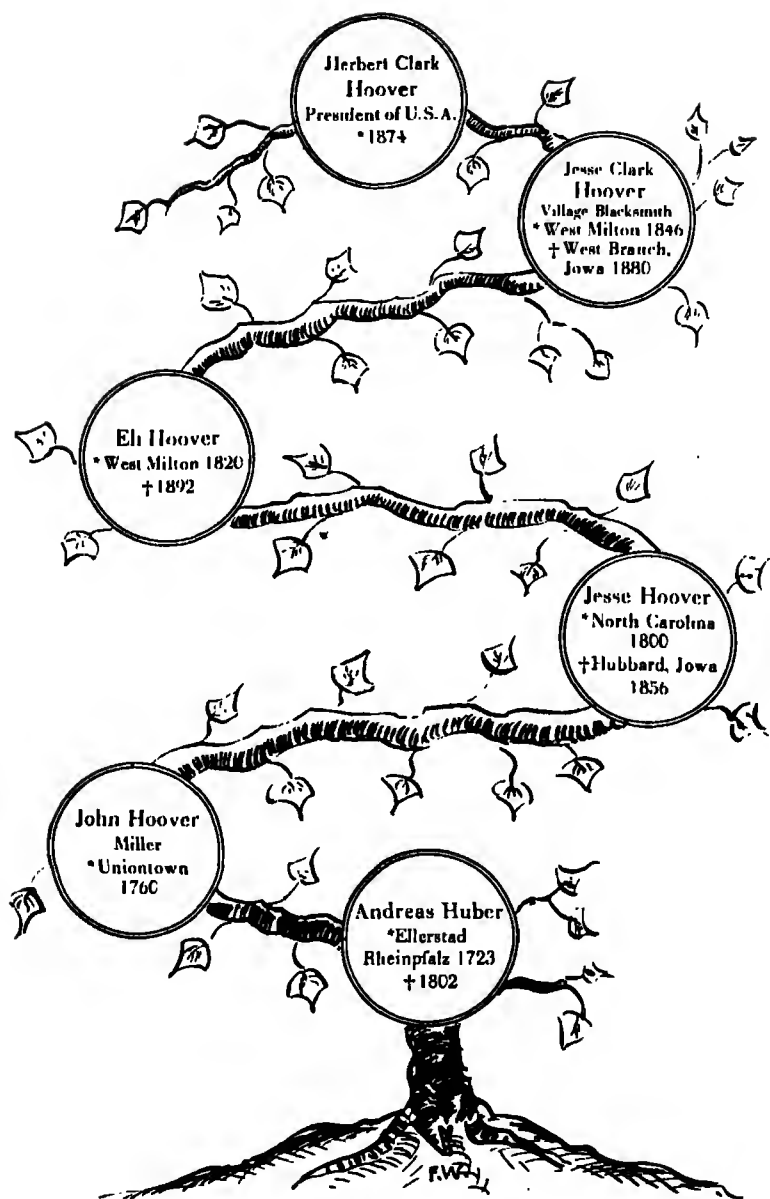 Herbert Clark
Hoover
President of U.S.A.
*1874
Jesse Clark
Hoover
Village Blacksmith
*West Milton 1846
†West Branch,
Iowa 1880
Eli Hoover
*West Milton 1820
†1892
Jesse Hoover
*North Carolina
1800
†Hubbard, Iowa
1856
John Hoover
Miller
*Uniontown
1760
Andreas Huber
*Ellerstad
Rheinpfalz 1723
†1802